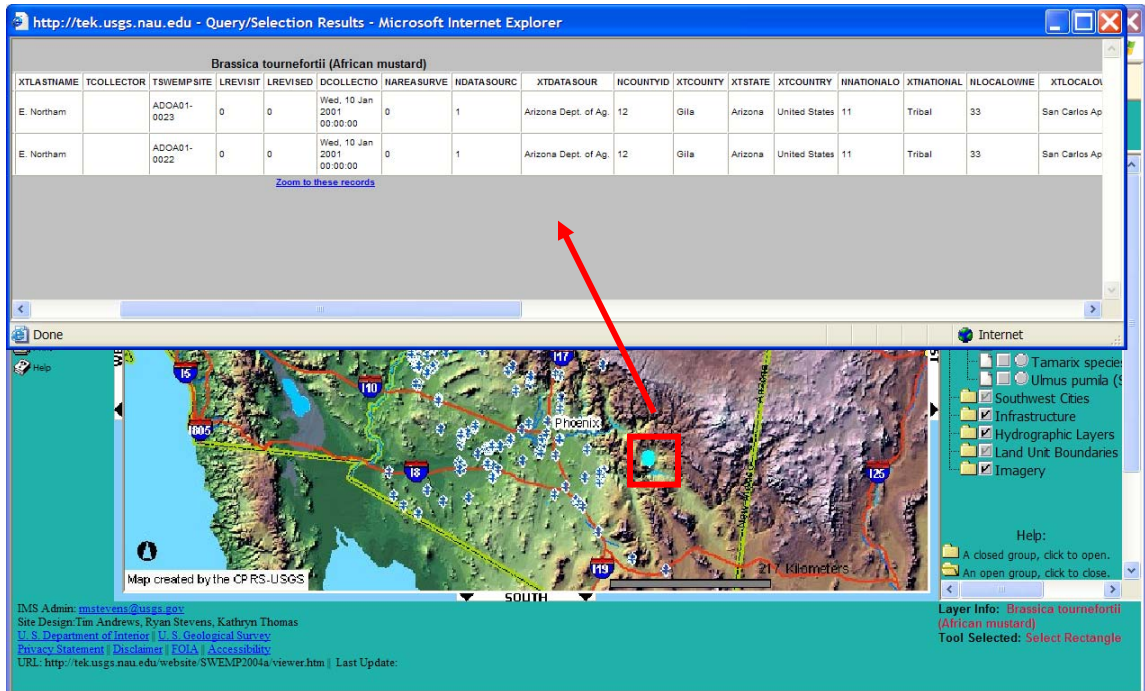 http://tek.usgs.nau.edu - Query/Selection Results - Microsoft Internet Explorer
Brassica tournefortii (African mustard)
XTLASTNAME TCOLLECTOR TSWEMPSITE LREVISIT LREVISED DCOLLECTIO NAREASURVE NDATASOURC XTDATASOUR NCOUNTYID XTCOUNTY XTSTATE XTCOUNTRY NNATIONALO XTNATIONAL NLOCALOWNE XTLOCALOW
E. Northam ADOA01-0023 0 0 Wed, 10 Jan 2001 00:00:00 0 1 Arizona Dept. of Ag. 12 Gila Arizona United States 11 Tribal 33 San Carlos Ap
E. Northam ADOA01-0022 0 0 Wed, 10 Jan 2001 00:00:00 0 1 Arizona Dept. of Ag. 12 Gila Arizona United States 11 Tribal 33 San Carlos Ap
Zoom to these records
Done Internet
Help
15
I10
I17
Phoenix
805
I8
I25
I19
217 Kilometers
Map created by the CPRS-USGS
SOUTH
Tamarix species
Ulmus pumila (S
Southwest Cities
Infrastructure
Hydrographic Layers
Land Unit Boundaries
Imagery
Help:
A closed group, click to open.
An open group, click to close.
IMS Admin: mstevens@usgs.gov
Site Design:Tim Andrews, Ryan Stevens, Kathryn Thomas
U. S. Department of Interior || U. S. Geological Survey
Privacy Statement || Disclaimer || FOIA || Accessibility
URL: http://tek.usgs.nau.edu/website/SWEMP2004a/viewer.htm || Last Update:
Layer Info: Brassica tournefortii
(African mustard)
Tool Selected: Select Rectangle